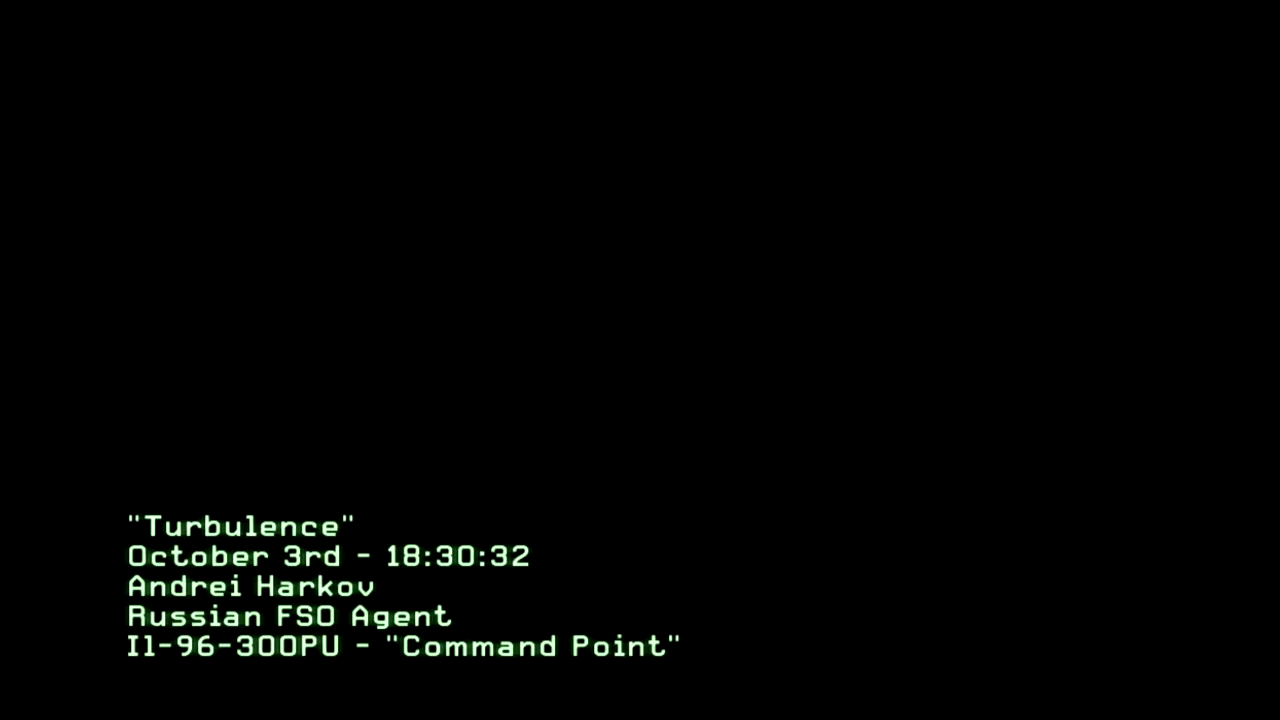 "Turbulence"
October 3rd - 18:30:32
Andrei Harkov
Russian FSO Agent
Il-96-300PU - "Command Point"